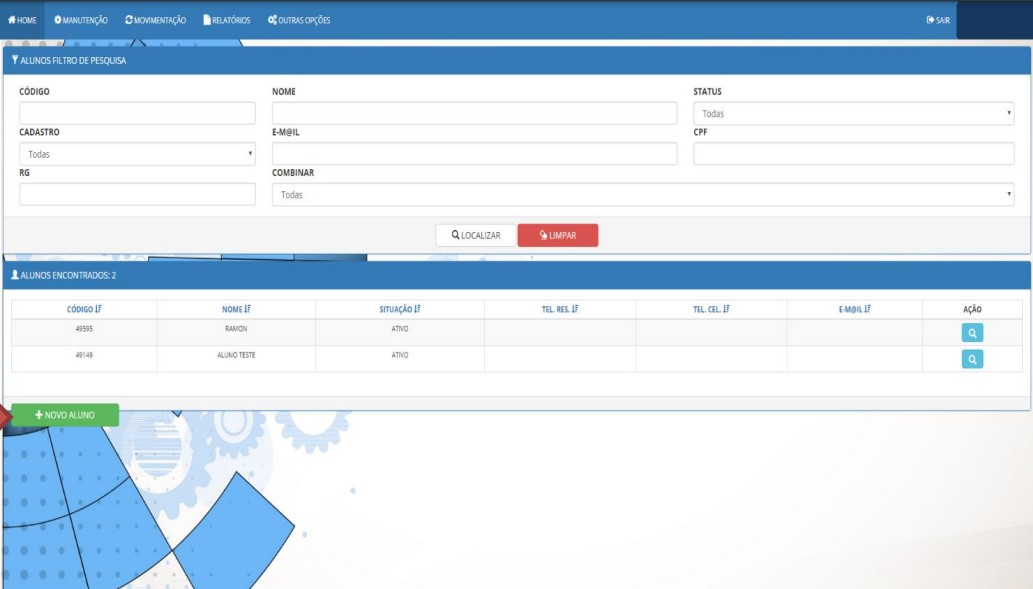 HOME MANUTENÇÃO MOVIMENTAÇÃO RELATÓRIOS OUTRAS OPÇÕES SAIR
ALUNOS FILTRO DE PESQUISA
CÓDIGO NOME STATUS
Todas
CADASTRO E-M@IL CPF
Todas
RG COMBINAR
Todas
LOCALIZAR LIMPAR
ALUNOS ENCONTRADOS: 2
CÓDIGO NOME SITUAÇÃO TEL. RES. TEL. CEL. E-M@IL AÇÃO
49595 RAMON ATIVO
49149 ALUNO TESTE ATIVO
+ NOVO ALUNO